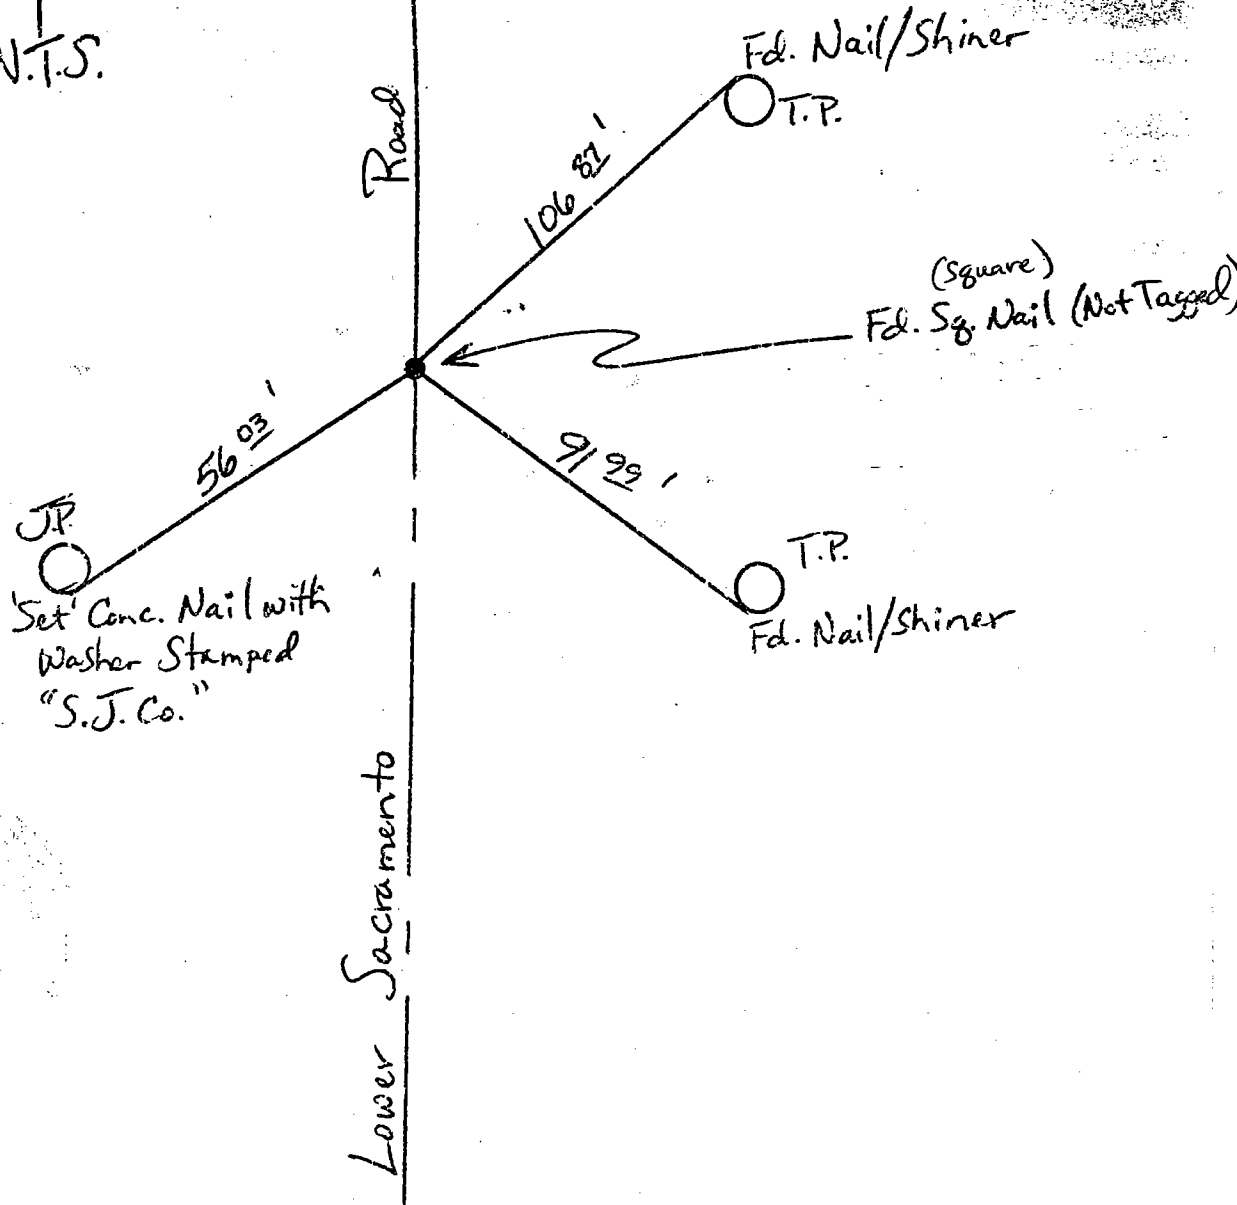 N.T.S.
Fd. Nail/Shiner
T.P.
Road
106 87'
(Square)
Fd. Sq. Nail (Not Tagged)
56 03'
91 99'
J.P.
T.P.
'Set' Conc. Nail with
Washer Stamped
"S.J. Co."
Fd. Nail/Shiner
Lower Sacramento